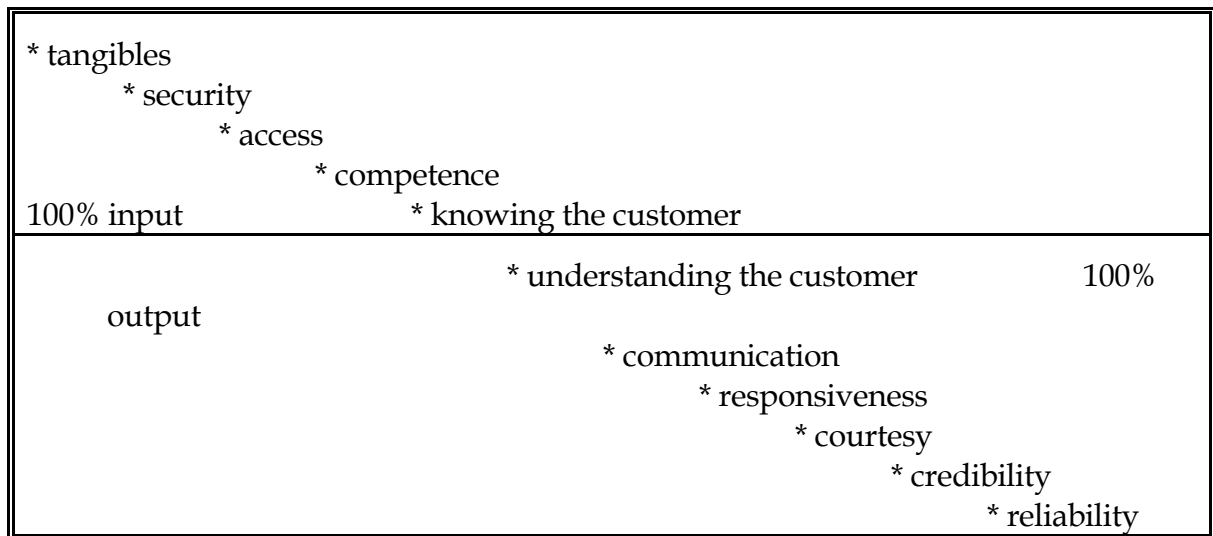 * tangibles
* security
* access
* competence
100% input * knowing the customer
* understanding the customer 100%
output
* communication
* responsiveness
* courtesy
* credibility
* reliability